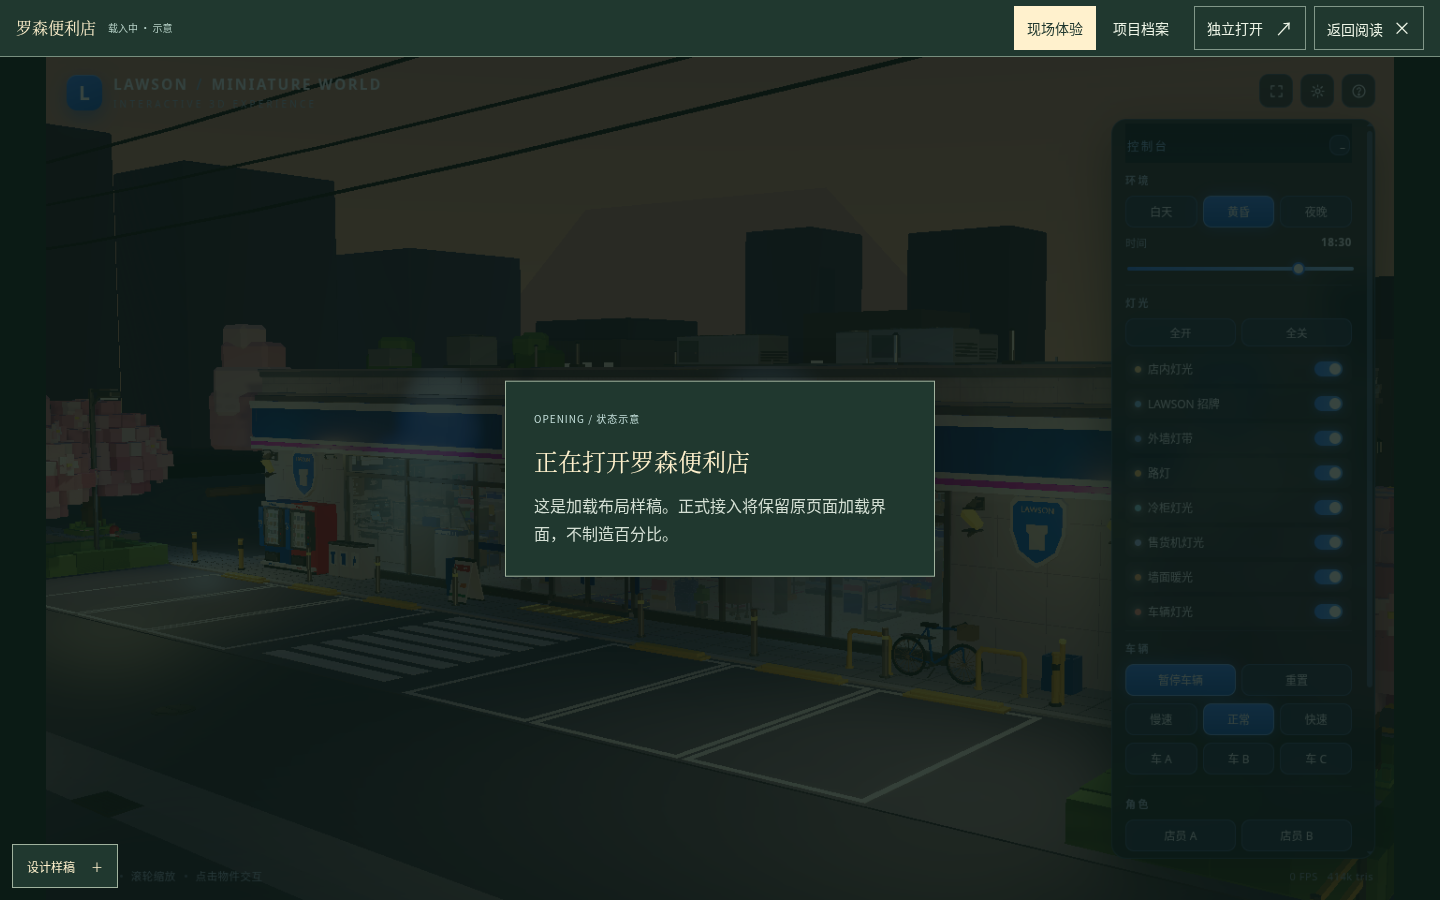 罗森便利店 载入中 · 示意
现场体验
项目档案
独立打开 ↗
返回阅读 ×
L
LAWSON · MINIATURE WORLD
控制台
环境
白天 黄昏 夜晚
时间 18:30
灯光
全开 全关
店内灯光
LAWSON 招牌
外墙灯带
路灯
冷柜灯光
售货机灯光
墙面暖光
车辆灯光
车辆
暂停车辆 重置
慢速 正常 快速
车 A 车 B 车 C
角色
店员 A 店员 B
LAWSON
OPENING / 状态示意
正在打开罗森便利店
这是加载布局样稿。正式接入将保留原页面加载界
面，不制造百分比。
设计样稿 +
· 滚轮缩放 · 点击物件交互
0 FPS